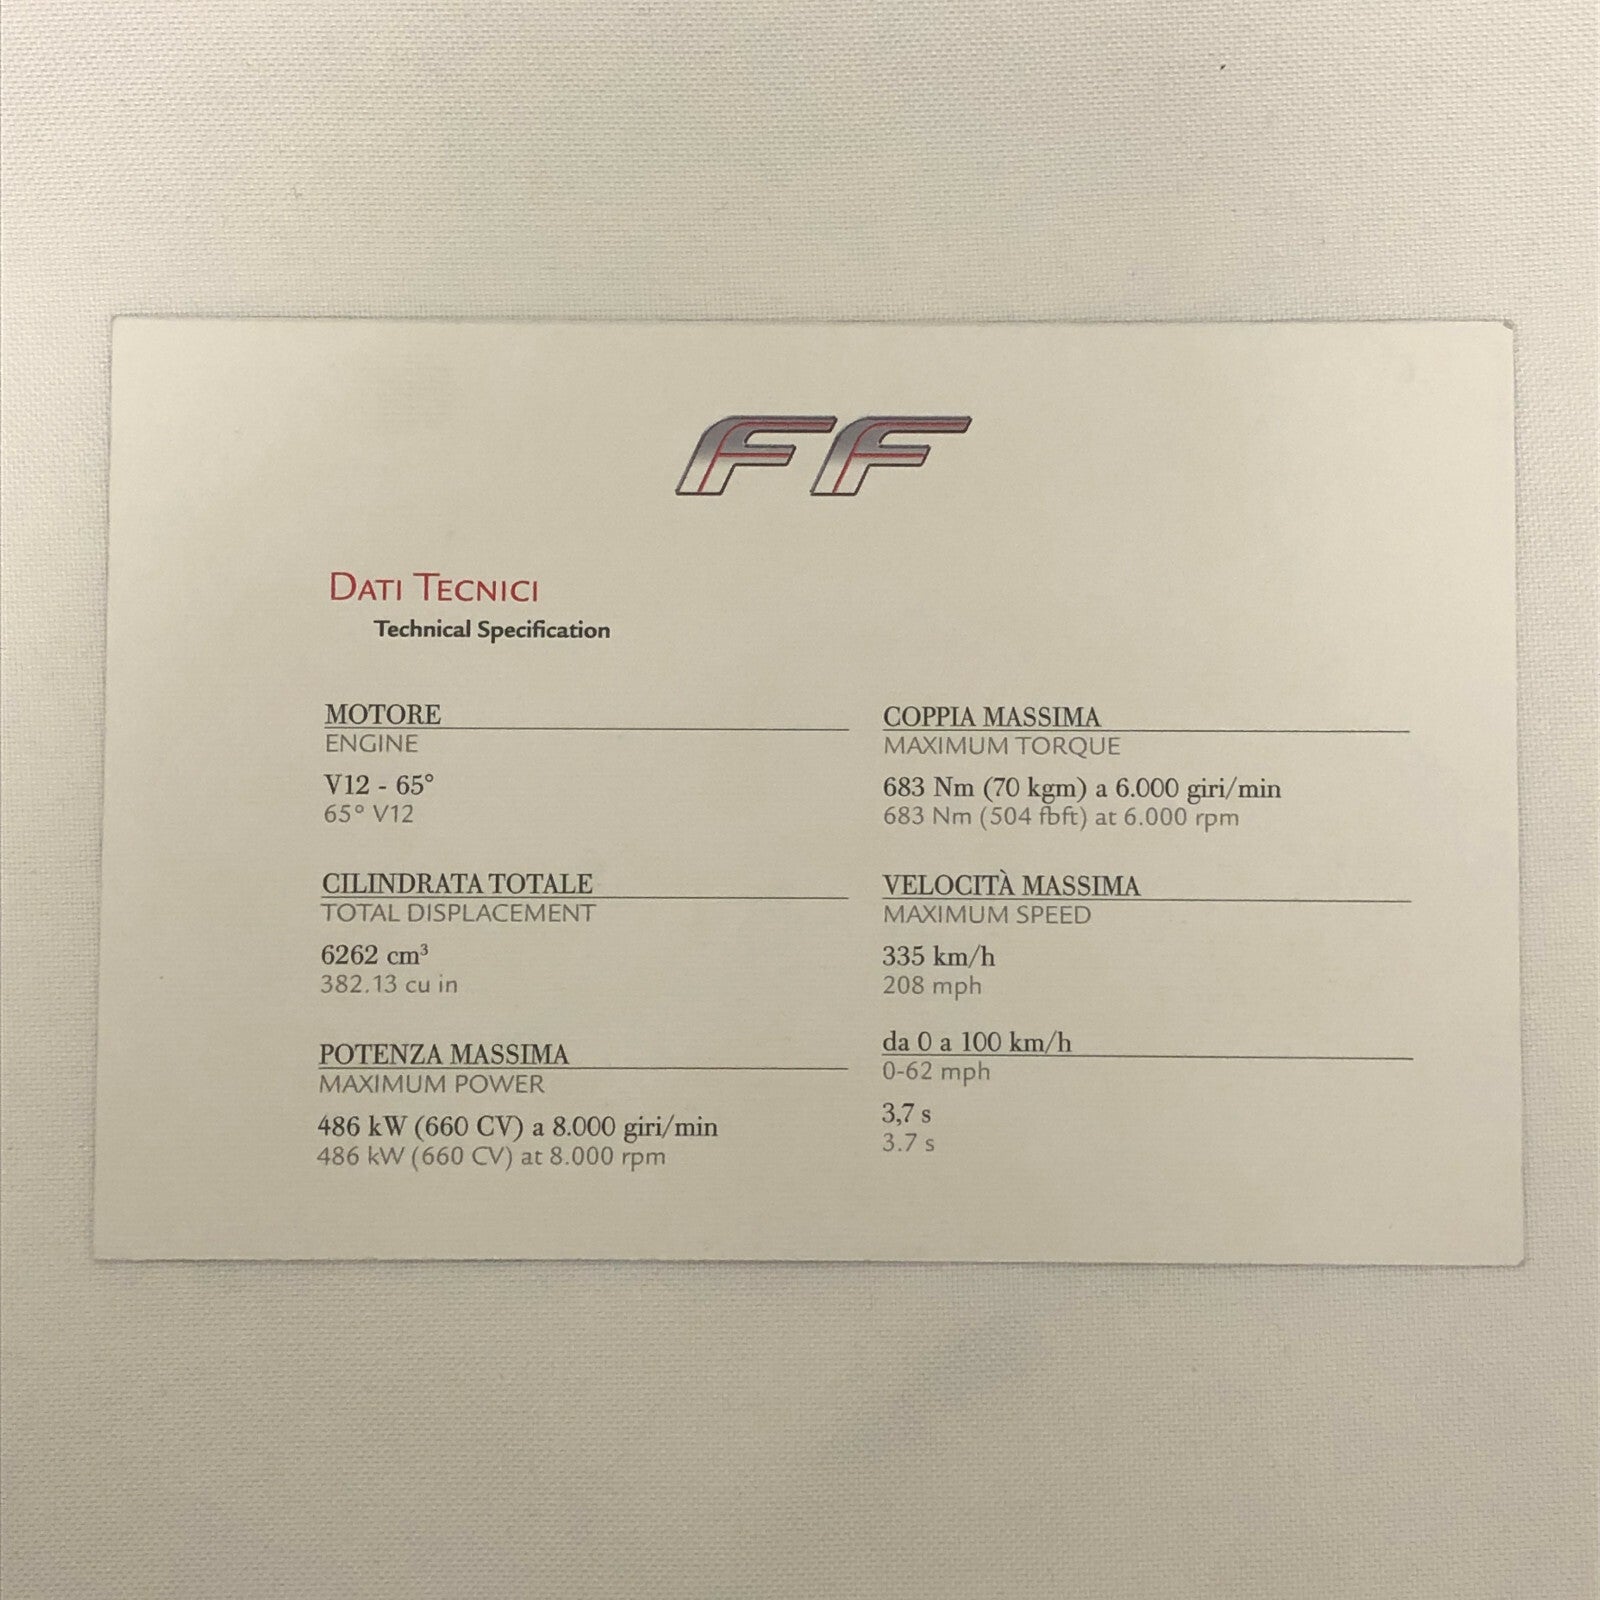 FF
DATI TECNICI
Technical Specification
MOTORE
ENGINE
V12 - 65°
65° V12
CILINDRATA TOTALE
TOTAL DISPLACEMENT
6262 cm³
382.13 cu in
POTENZA MASSIMA
MAXIMUM POWER
486 kW (660 CV) a 8.000 giri/min
486 kW (660 CV) at 8.000 rpm
COPPIA MASSIMA
MAXIMUM TORQUE
683 Nm (70 kgm) a 6.000 giri/min
683 Nm (504 fbft) at 6.000 rpm
VELOCITÀ MASSIMA
MAXIMUM SPEED
335 km/h
208 mph
da 0 a 100 km/h
0-62 mph
3,7 s
3.7 s